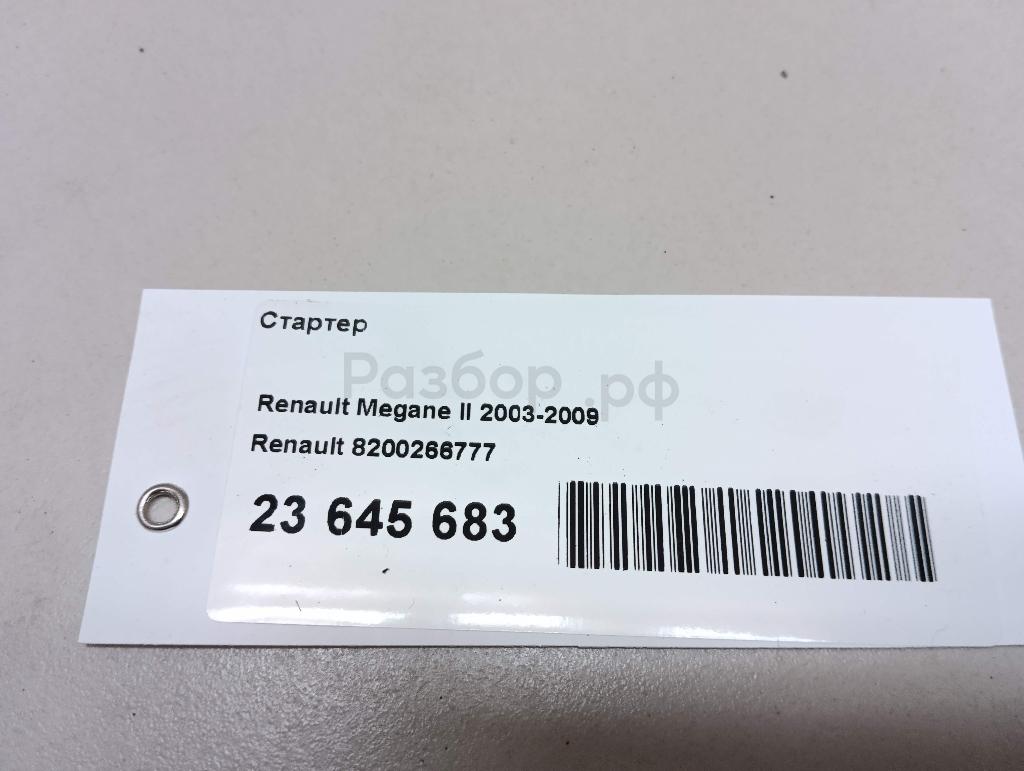 Стартер
Разбор.рф
Renault Megane II 2003-2009
Renault 8200266777
23 645 683